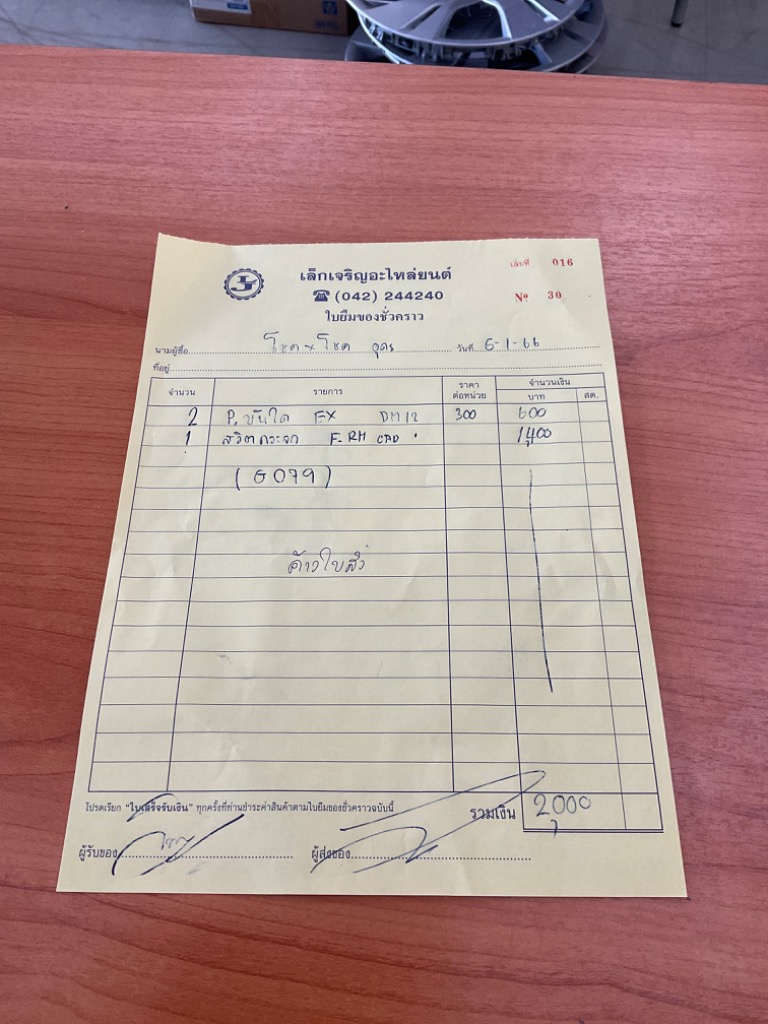 เล็กเจริญอะไหล่ยนต์
เล่มที่ 016
☎ (042) 244240
№ 30
ใบยืมของชั่วคราว
นามผู้ซื้อ โชค ~ โชค อุดร วันที่ 6-1-66
ที่อยู่
จำนวน รายการ ราคาต่อหน่วย จำนวนเงิน บาท สต.
2 P. บันได EX DM12 300 600
1 สวิตกระจก F-RH CAD 1,400
(6079)
ค้างใบสั่ง
โปรดเรียก "ใบเสร็จรับเงิน" ทุกครั้งที่ท่านชำระค่าสินค้าตามใบยืมของชั่วคราวฉบับนี้
รวมเงิน 2,000
ผู้รับของ ผู้ส่งของ